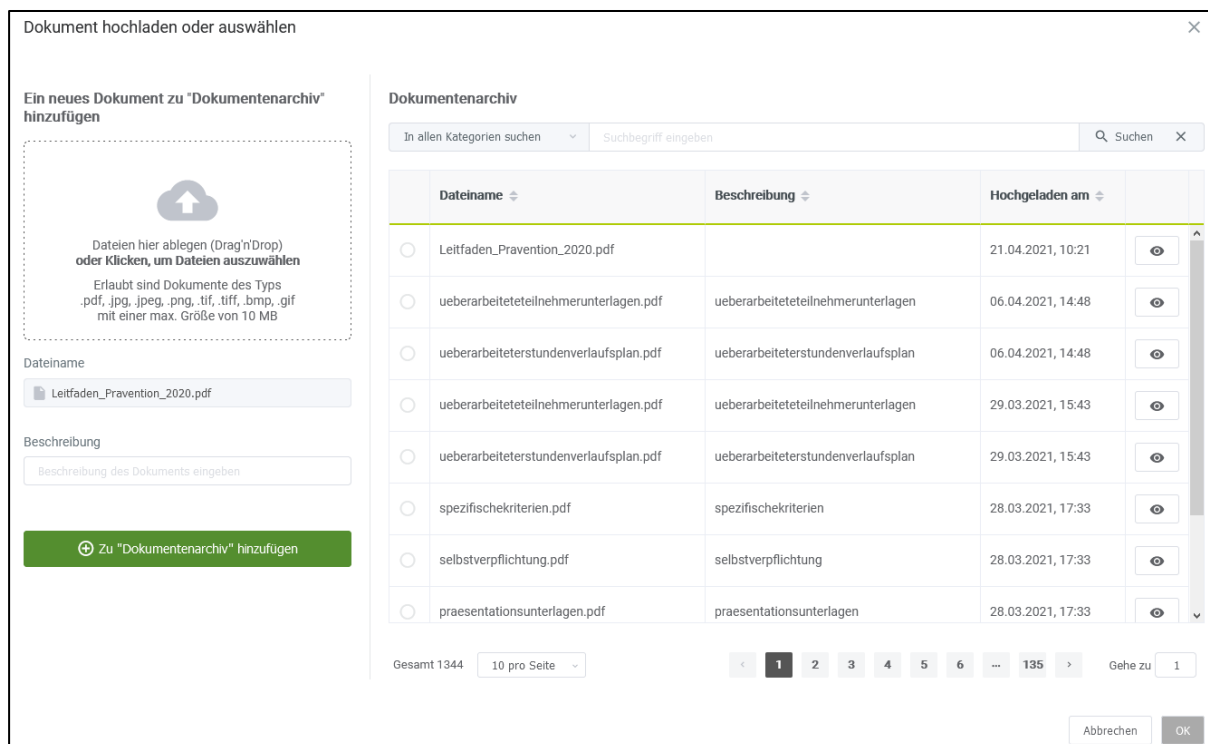 Dokument hochladen oder auswählen
Ein neues Dokument zu "Dokumentenarchiv"
hinzufügen
Dateien hier ablegen (Drag'n'Drop)
oder Klicken, um Dateien auszuwählen
Erlaubt sind Dokumente des Typs
.pdf, .jpg, .jpeg, .png, .tif, .tiff, .bmp, .gif
mit einer max. Größe von 10 MB
Dateiname
Leitfaden_Pravention_2020.pdf
Beschreibung
Beschreibung des Dokuments eingeben
Zu "Dokumentenarchiv" hinzufügen
Dokumentenarchiv
In allen Kategorien suchen Suchbegriff eingeben Suchen
Dateiname Beschreibung Hochgeladen am
Leitfaden_Pravention_2020.pdf 21.04.2021, 10:21
ueberarbeiteteteilnehmerunterlagen.pdf ueberarbeiteteteilnehmerunterlagen 06.04.2021, 14:48
ueberarbeiteterstundenverlaufsplan.pdf ueberarbeiteterstundenverlaufsplan 06.04.2021, 14:48
ueberarbeiteteteilnehmerunterlagen.pdf ueberarbeiteteteilnehmerunterlagen 29.03.2021, 15:43
ueberarbeiteterstundenverlaufsplan.pdf ueberarbeiteterstundenverlaufsplan 29.03.2021, 15:43
spezifischekriterien.pdf spezifischekriterien 28.03.2021, 17:33
selbstverpflichtung.pdf selbstverpflichtung 28.03.2021, 17:33
praesentationsunterlagen.pdf praesentationsunterlagen 28.03.2021, 17:33
Gesamt 1344 10 pro Seite 1 2 3 4 5 6 ... 135 Gehe zu 1
Abbrechen OK